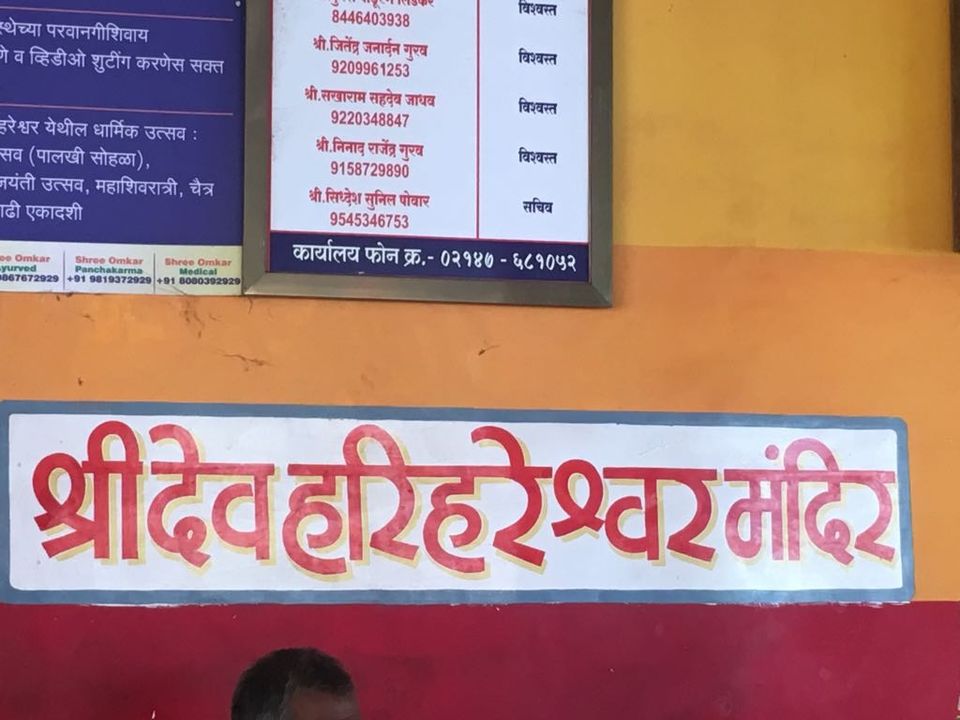 स्थेच्या परवानगीशिवाय
णे व व्हिडीओ शुटींग करणेस सक्त
हरेश्वर येथील धार्मिक उत्सव :
त्सव (पालखी सोहळा),
जयंती उत्सव, महाशिवरात्री, चैत्र
एकादशी
Shree Omkar
Panchakarma
+91 9819372929
Shree Omkar
Medical
+91 8080392929
8446403938
विश्वस्त
श्री.जितेंद्र जनार्दन गुरव
9209961253
विश्वस्त
श्री.सखाराम सहदेव जाधव
9220348847
विश्वस्त
श्री.निनाद राजेंद्र गुरव
9158729890
विश्वस्त
श्री.सिध्देश सुनिल पोवार
9545346753
सचिव
कार्यालय फोन क्र.- ०२१४७ - ६८१०५२
श्री देव हरिहरेश्वर मंदिर